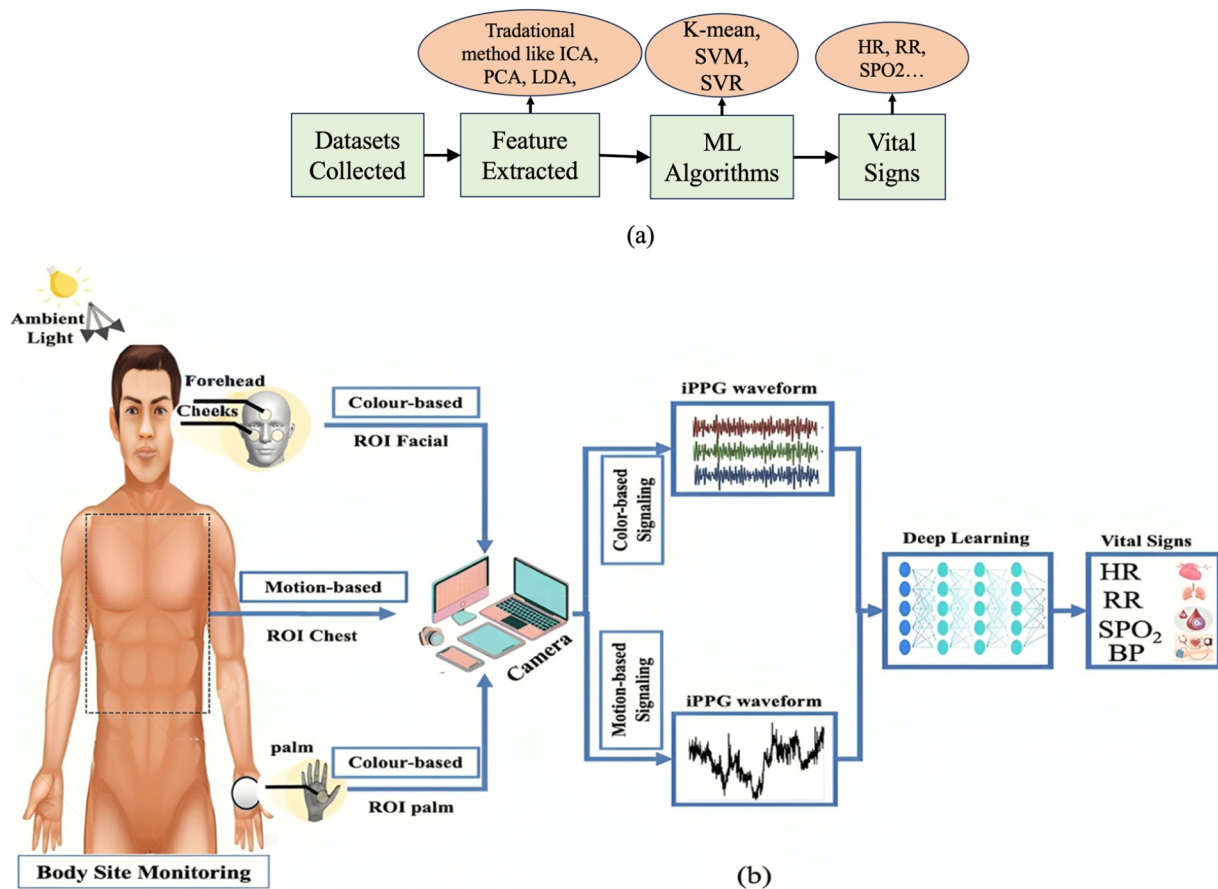 Tradational
method like ICA,
PCA, LDA,
K-mean,
SVM,
SVR
HR, RR,
SPO2…
Datasets
Collected
Feature
Extracted
ML
Algorithms
Vital
Signs
(a)
Ambient
Light
Forehead
Cheeks
Colour-based
ROI Facial
Motion-based
ROI Chest
palm
Colour-based
ROI palm
Body Site Monitoring
Camera
Color-based
Signaling
Motion-based
Signaling
iPPG waveform
iPPG waveform
Deep Learning
Vital Signs
HR
RR
SPO₂
BP
(b)